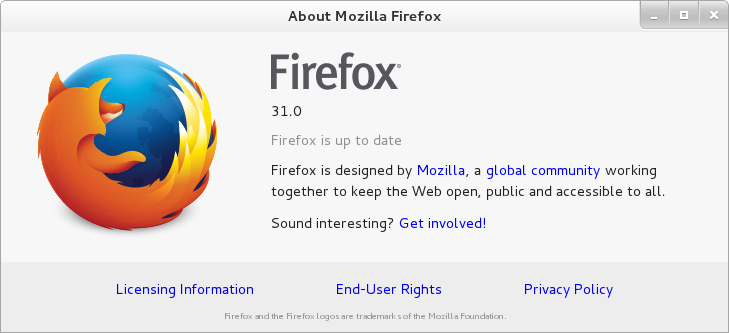 About Mozilla Firefox
Firefox®
31.0
Firefox is up to date
Firefox is designed by Mozilla, a global community working
together to keep the Web open, public and accessible to all.
Sound interesting? Get involved!
Licensing Information End-User Rights Privacy Policy
Firefox and the Firefox logos are trademarks of the Mozilla Foundation.